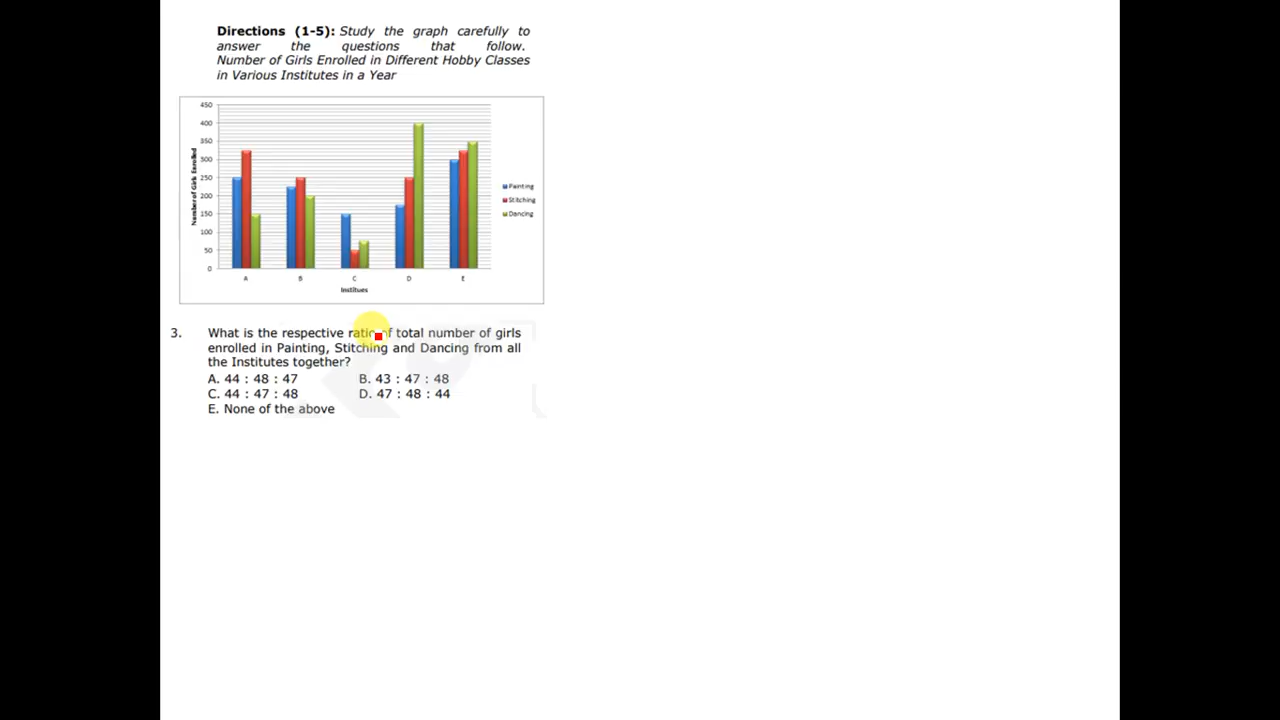 Directions (1-5): Study the graph carefully to
answer the questions that follow.
Number of Girls Enrolled in Different Hobby Classes
in Various Institutes in a Year
450
400
350
300
250
200
150
100
50
0
Number of Girls Enrolled
A B C D E
Institues
Painting
Stitching
Dancing
3. What is the respective ratio of total number of girls
enrolled in Painting, Stitching and Dancing from all
the Institutes together?
A. 44 : 48 : 47 B. 43 : 47 : 48
C. 44 : 47 : 48 D. 47 : 48 : 44
E. None of the above